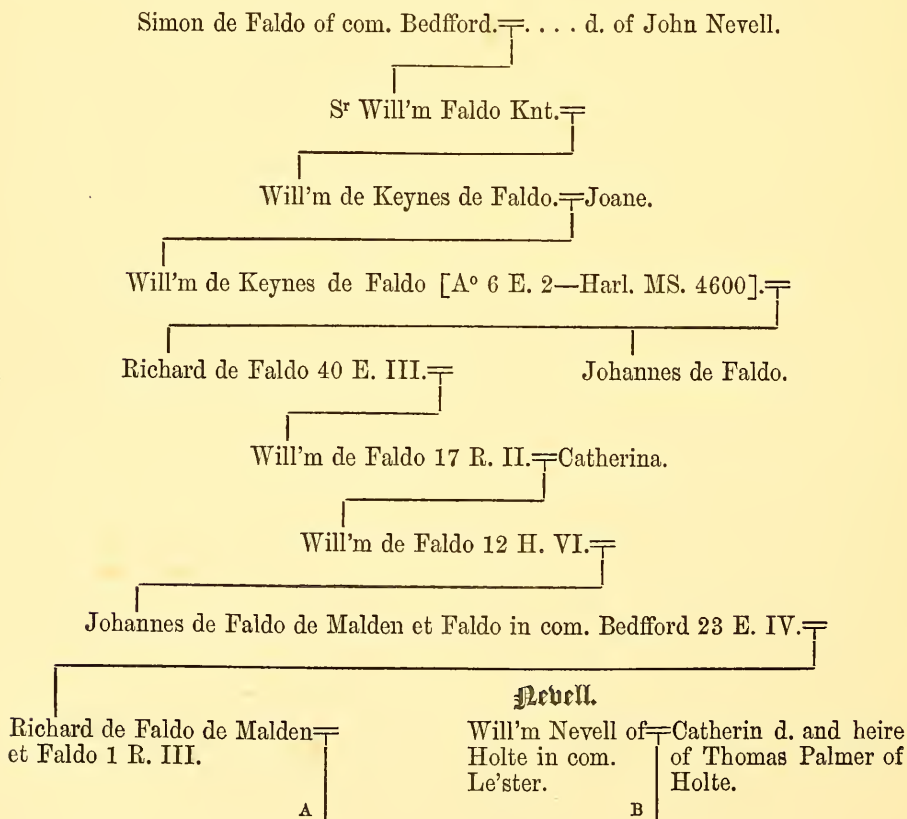 Simon de Faldo of com. Bedfford.╤. . . . d. of John Nevell.
Sʳ Will'm Faldo Knt.╤
Will'm de Keynes de Faldo.╤Joane.
Will'm de Keynes de Faldo [Aº 6 E. 2—Harl. MS. 4600].╤
Richard de Faldo 40 E. III.╤ Johannes de Faldo.
Will'm de Faldo 17 R. II.╤Catherina.
Will'm de Faldo 12 H. VI.╤
Johannes de Faldo de Malden et Faldo in com. Bedfford 23 E. IV.╤
Nevell.
Richard de Faldo de Malden╤
et Faldo 1 R. III.
A
Will'm Nevell of╤Catherin d. and heire
Holte in com. of Thomas Palmer of
Le'ster. Holte.
B